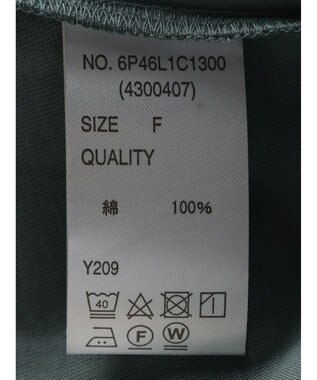 NO. 6P46L1C1300
(4300407)
SIZE F
QUALITY
綿 100%
Y209
40
F W